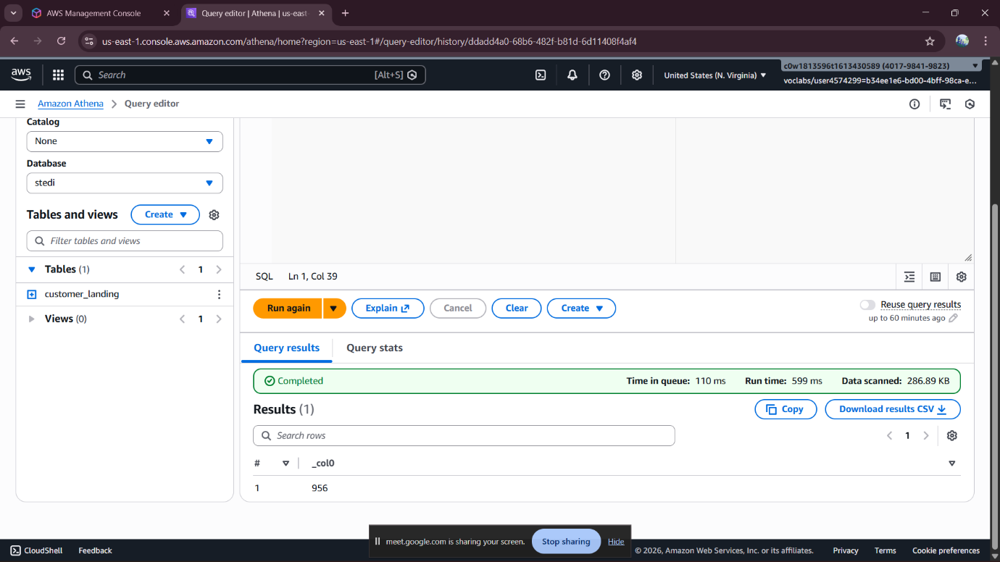 AWS Management Console
Query editor | Athena | us-east-
us-east-1.console.aws.amazon.com/athena/home?region=us-east-1#/query-editor/history/ddadd4a0-68b6-482f-b81d-6d11408f4af4
aws
Search
[Alt+S]
United States (N. Virginia)
c0w1813596t1613430589 (4017-9841-9823)
voclabs/user4574299=b34ee1e6-bd00-4bff-98ca-e...
Amazon Athena
Query editor
Catalog
None
Database
stedi
Tables and views
Create
Filter tables and views
Tables (1)
1
customer_landing
Views (0)
1
SQL
Ln 1, Col 39
Run again
Explain
Cancel
Clear
Create
Reuse query results
up to 60 minutes ago
Query results
Query stats
Completed
Time in queue: 110 ms
Run time: 599 ms
Data scanned: 286.89 KB
Results (1)
Copy
Download results CSV
Search rows
1
#
_col0
1
956
meet.google.com is sharing your screen.
Stop sharing
Hide
CloudShell
Feedback
© 2026, Amazon Web Services, Inc. or its affiliates.
Privacy
Terms
Cookie preferences